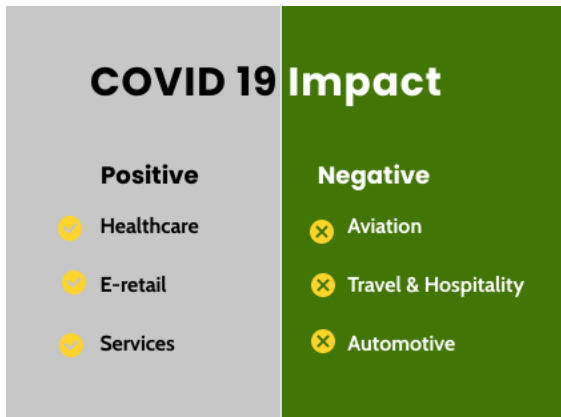 COVID 19 Impact
Positive
Healthcare
E-retail
Services
Negative
Aviation
Travel & Hospitality
Automotive